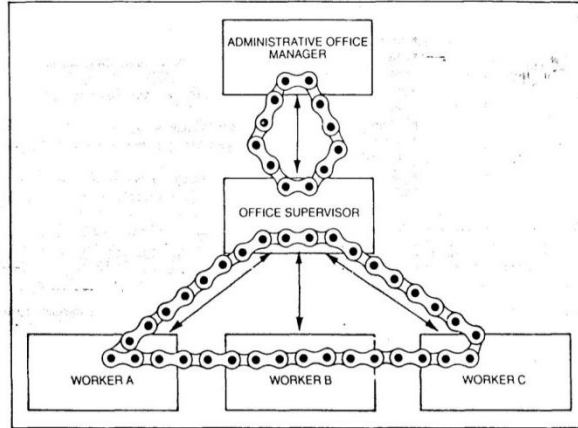 ADMINISTRATIVE OFFICE
MANAGER
OFFICE SUPERVISOR
WORKER A
WORKER B
WORKER C